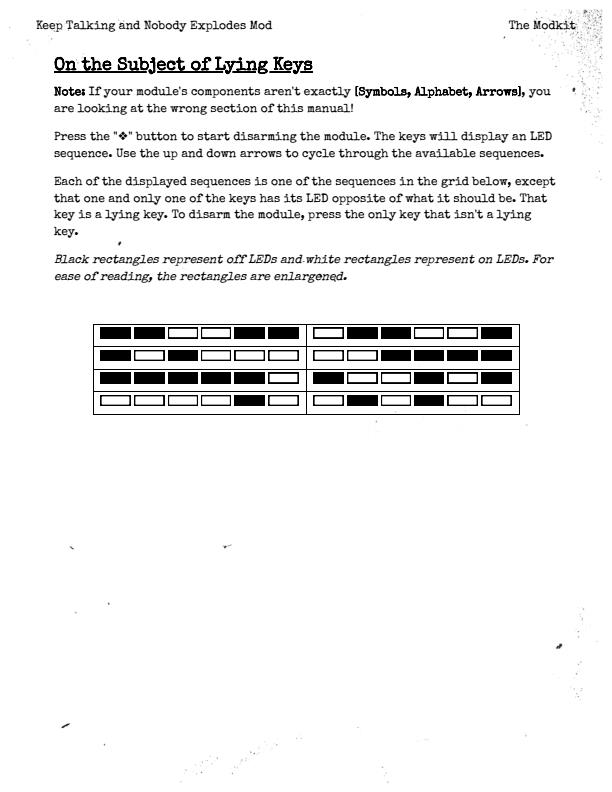 Keep Talking and Nobody Explodes Mod
The Modkit
On the Subject of Lying Keys
Note: If your module's components aren't exactly [Symbols, Alphabet, Arrows], you
are looking at the wrong section of this manual!
Press the "❖" button to start disarming the module. The keys will display an LED
sequence. Use the up and down arrows to cycle through the available sequences.
Each of the displayed sequences is one of the sequences in the grid below, except
that one and only one of the keys has its LED opposite of what it should be. That
key is a lying key. To disarm the module, press the only key that isn't a lying
key.
Black rectangles represent off LEDs and white rectangles represent on LEDs. For
ease of reading, the rectangles are enlargened.